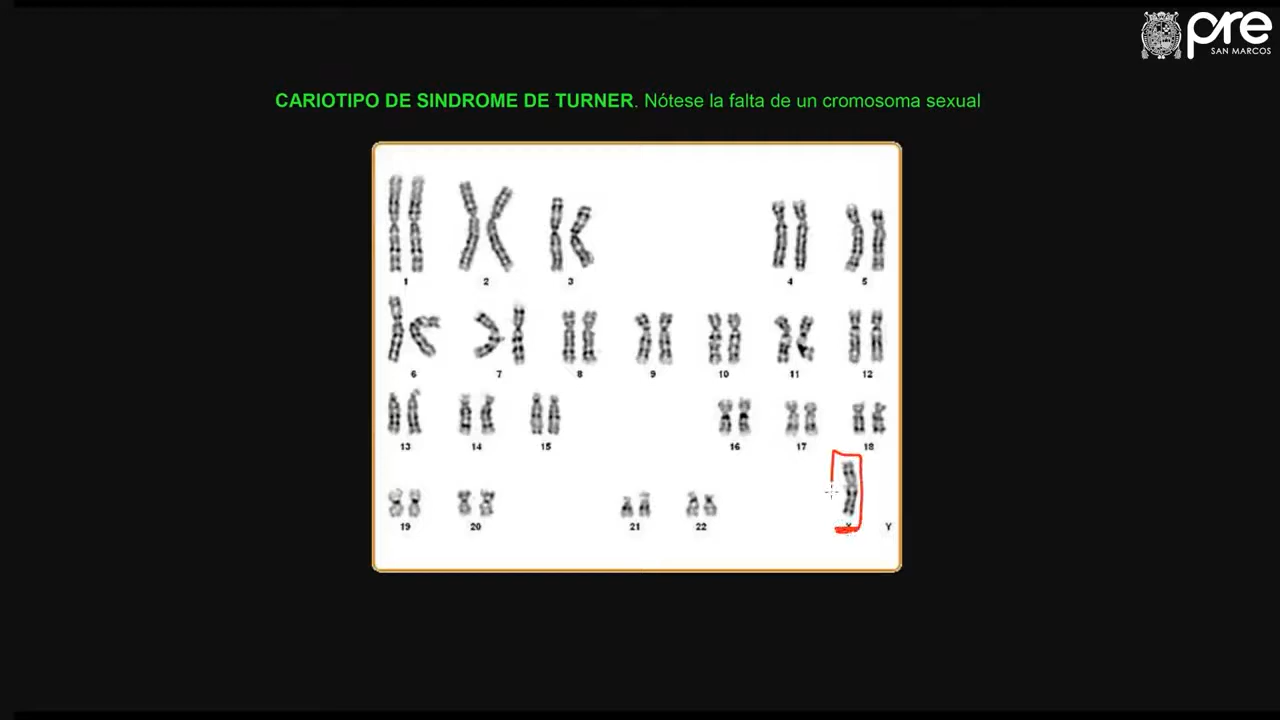 pre
SAN MARCOS
CARIOTIPO DE SINDROME DE TURNER. Nótese la falta de un cromosoma sexual
1 2 3 4 5
6 7 8 9 10 11 12
13 14 15 16 17 18
19 20 21 22 X Y